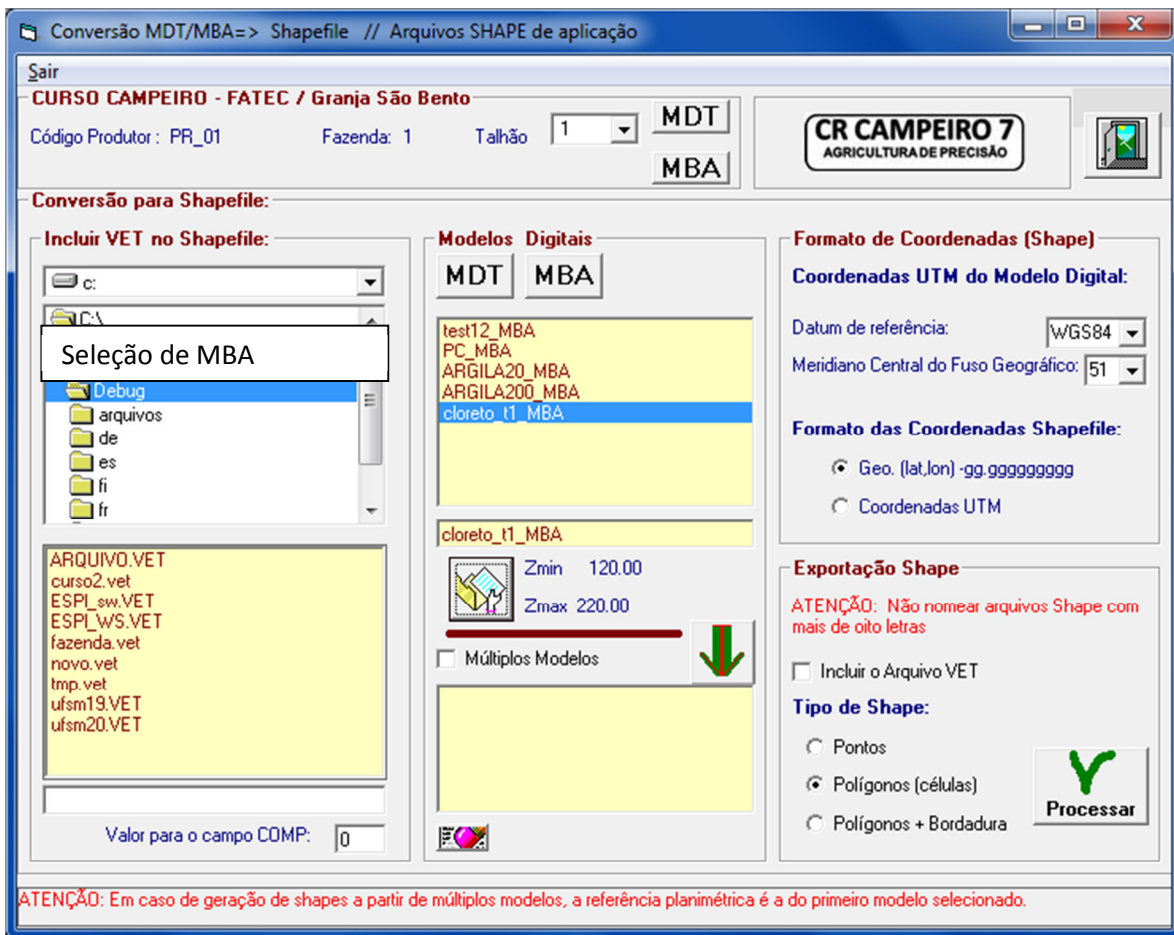 Conversão MDT/MBA=> Shapefile // Arquivos SHAPE de aplicação
Sair
CURSO CAMPEIRO - FATEC / Granja São Bento
Código Produtor : PR_01 Fazenda: 1 Talhão 1
MDT
MBA
CR CAMPEIRO 7
AGRICULTURA DE PRECISÃO
Conversão para Shapefile:
Incluir VET no Shapefile:
c:
C:\
Seleção de MBA
Debug
arquivos
de
es
fi
fr
ARQUIVO.VET
curso2.vet
ESPI_sw.VET
ESPI_WS.VET
fazenda.vet
novo.vet
tmp.vet
ufsm19.VET
ufsm20.VET
Valor para o campo COMP: 0
Modelos Digitais
MDT MBA
test12_MBA
PC_MBA
ARGILA20_MBA
ARGILA200_MBA
cloreto_t1_MBA
cloreto_t1_MBA
Zmin 120.00
Zmax 220.00
Múltiplos Modelos
Formato de Coordenadas (Shape)
Coordenadas UTM do Modelo Digital:
Datum de referência: WGS84
Meridiano Central do Fuso Geográfico: 51
Formato das Coordenadas Shapefile:
Geo. (lat,lon) -gg.ggggggggg
Coordenadas UTM
Exportação Shape
ATENÇÃO: Não nomear arquivos Shape com
mais de oito letras
Incluir o Arquivo VET
Tipo de Shape:
Pontos
Polígonos (células)
Polígonos + Bordadura
Processar
ATENÇÃO: Em caso de geração de shapes a partir de múltiplos modelos, a referência planimétrica é a do primeiro modelo selecionado.